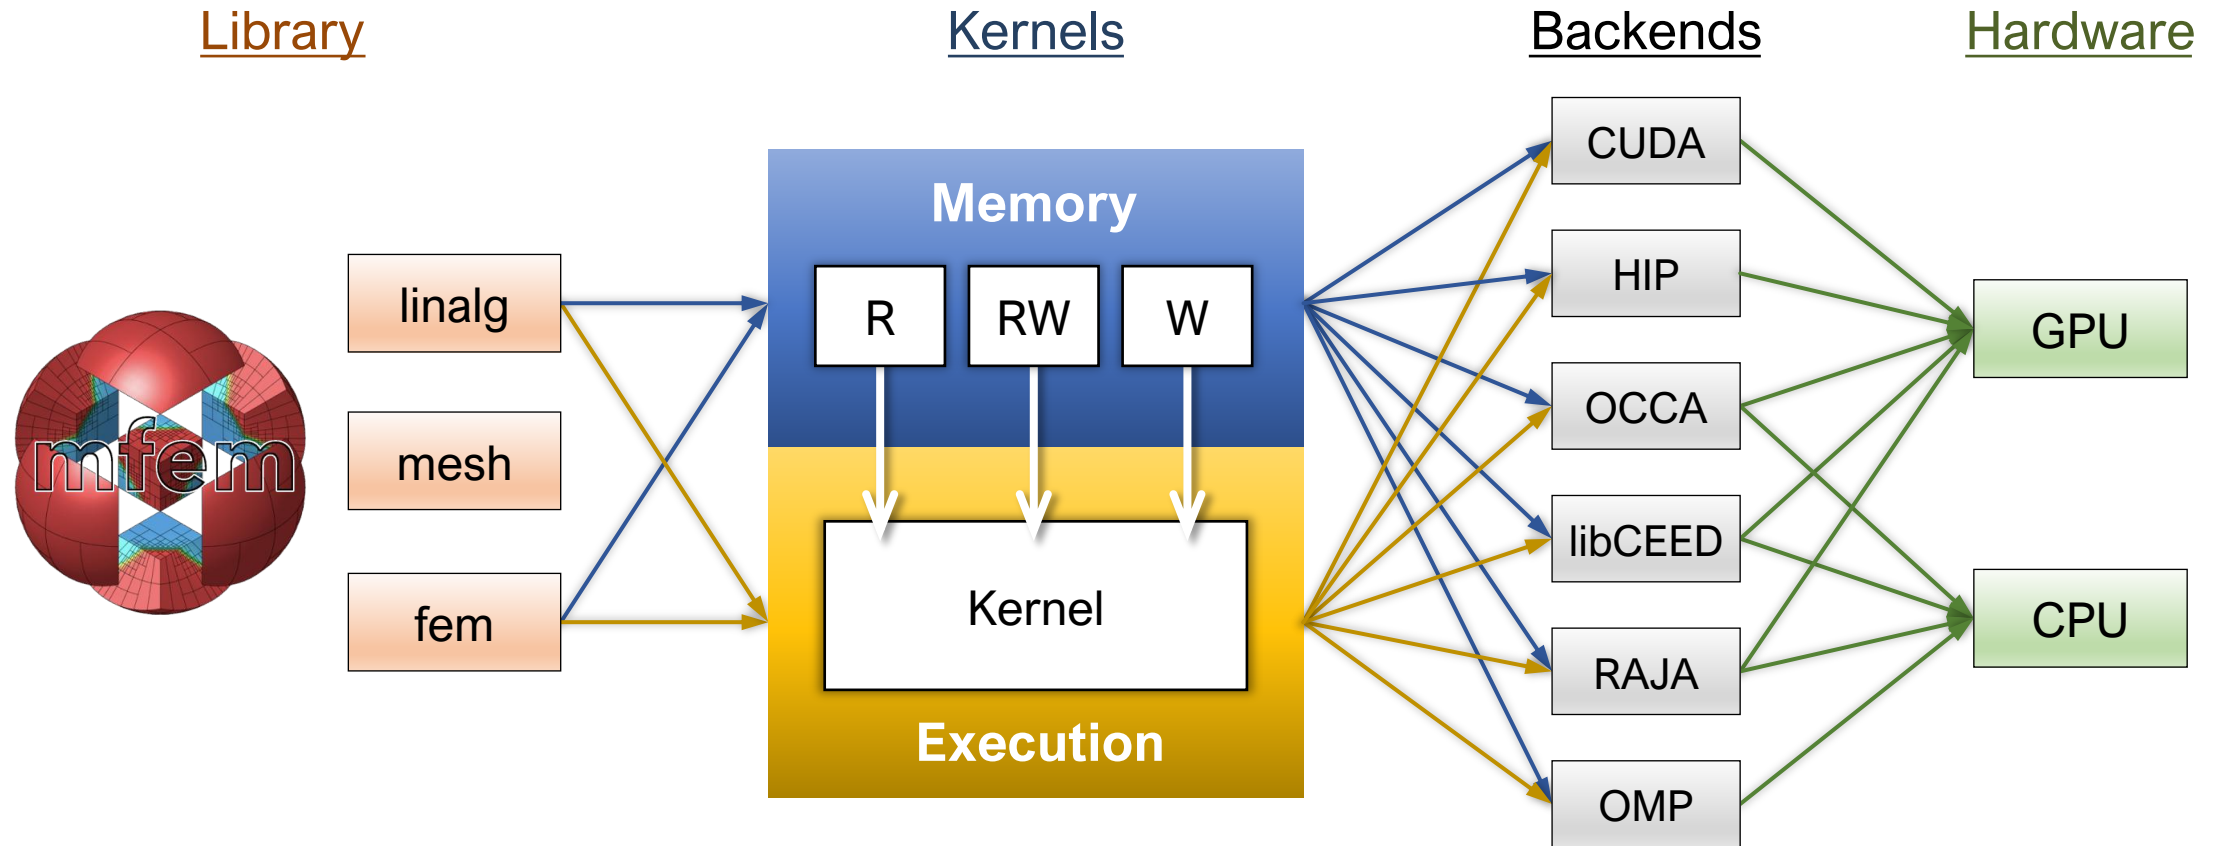 Library
Kernels
Backends
Hardware
mfem
linalg
mesh
fem
Memory
R
RW
W
Kernel
Execution
CUDA
HIP
OCCA
libCEED
RAJA
OMP
GPU
CPU